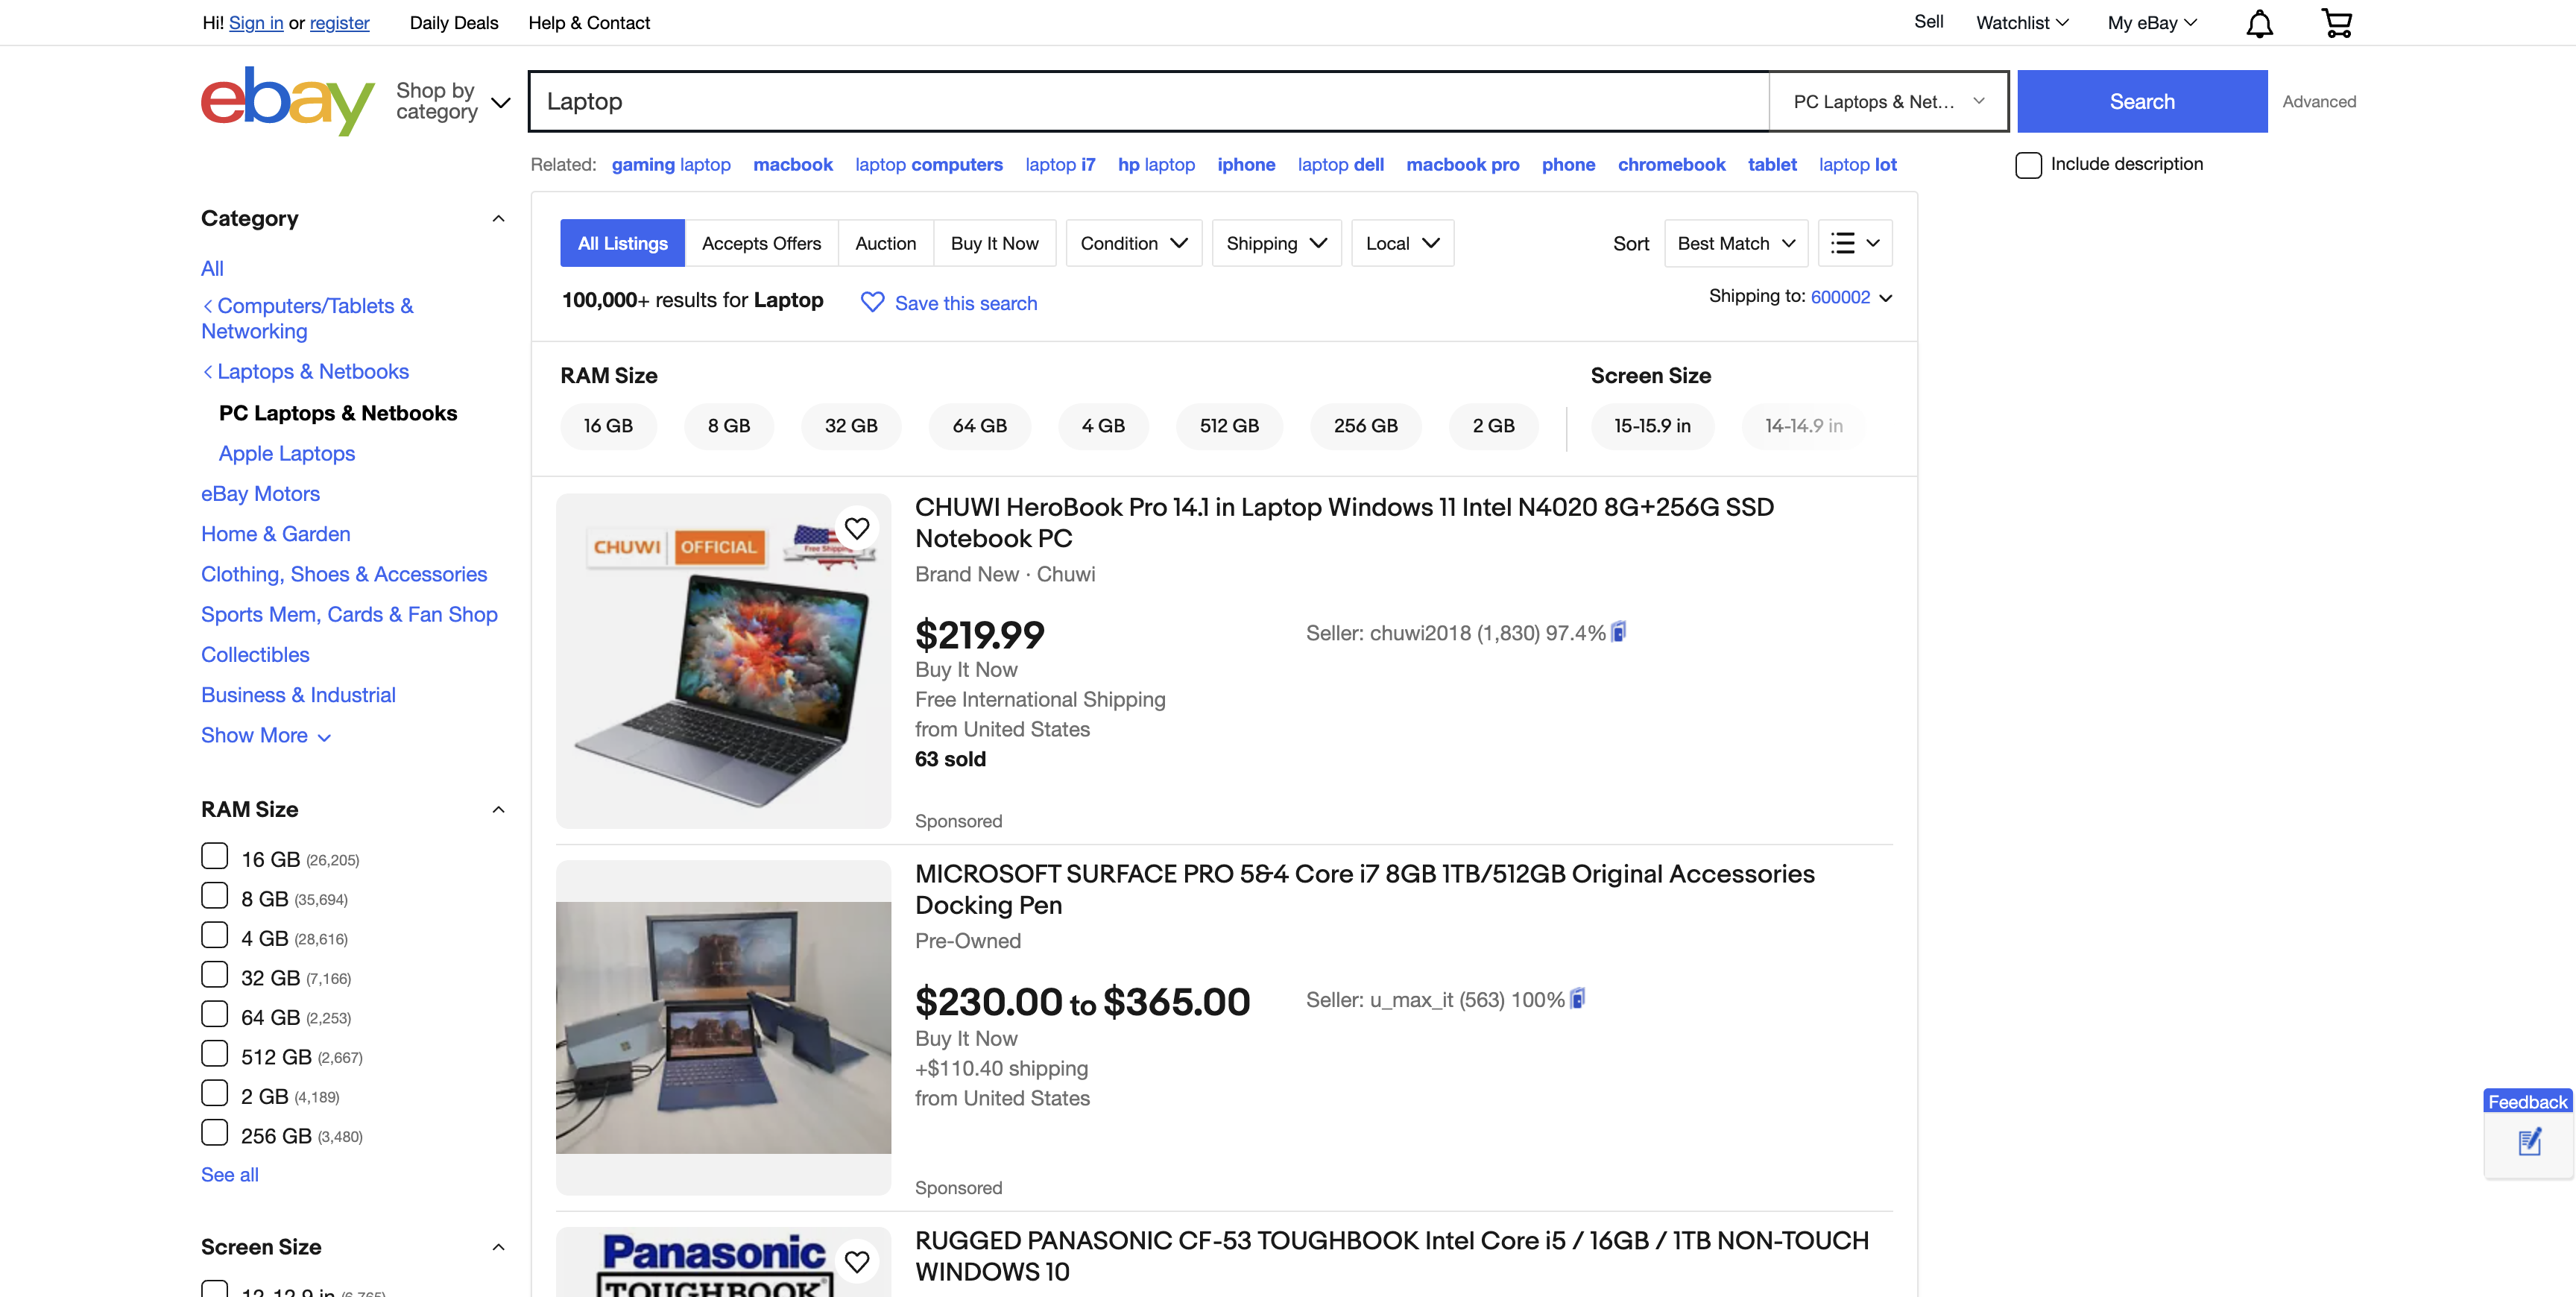 Hi! Sign in or register Daily Deals Help & Contact Sell Watchlist My eBay
ebay Shop by category Laptop PC Laptops & Net... Search Advanced
Related: gaming laptop macbook laptop computers laptop i7 hp laptop iphone laptop dell macbook pro phone chromebook tablet laptop lot Include description
Category
All
Computers/Tablets &
Networking
Laptops & Netbooks
PC Laptops & Netbooks
Apple Laptops
eBay Motors
Home & Garden
Clothing, Shoes & Accessories
Sports Mem, Cards & Fan Shop
Collectibles
Business & Industrial
Show More
RAM Size
16 GB (26,205)
8 GB (35,694)
4 GB (28,616)
32 GB (7,166)
64 GB (2,253)
512 GB (2,667)
2 GB (4,189)
256 GB (3,480)
See all
Screen Size
12-12.9 in (6,765)
All Listings Accepts Offers Auction Buy It Now Condition Shipping Local Sort Best Match
100,000+ results for Laptop Save this search Shipping to: 600002
RAM Size Screen Size
16 GB 8 GB 32 GB 64 GB 4 GB 512 GB 256 GB 2 GB 15-15.9 in 14-14.9 in
CHUWI OFFICIAL Free Shipping
CHUWI HeroBook Pro 14.1 in Laptop Windows 11 Intel N4020 8G+256G SSD
Notebook PC
Brand New · Chuwi
$219.99 Seller: chuwi2018 (1,830) 97.4%
Buy It Now
Free International Shipping
from United States
63 sold
Sponsored
MICROSOFT SURFACE PRO 5&4 Core i7 8GB 1TB/512GB Original Accessories
Docking Pen
Pre-Owned
$230.00 to $365.00 Seller: u_max_it (563) 100%
Buy It Now
+$110.40 shipping
from United States
Sponsored
Panasonic
TOUGHBOOK
RUGGED PANASONIC CF-53 TOUGHBOOK Intel Core i5 / 16GB / 1TB NON-TOUCH
WINDOWS 10
Feedback